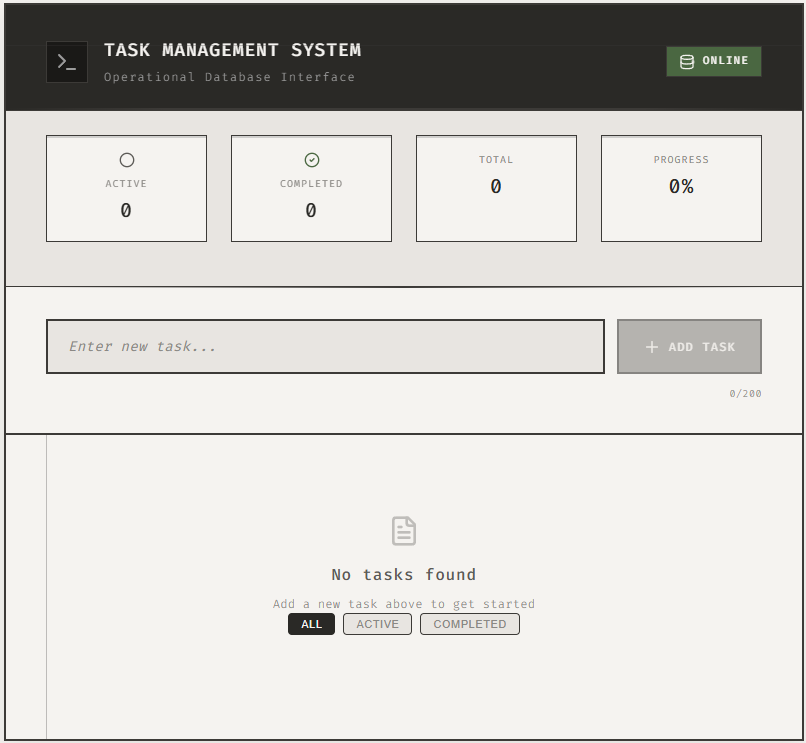 TASK MANAGEMENT SYSTEM
Operational Database Interface
ONLINE
ACTIVE
0
COMPLETED
0
TOTAL
0
PROGRESS
0%
Enter new task...
ADD TASK
0/200
No tasks found
Add a new task above to get started
ALL ACTIVE COMPLETED